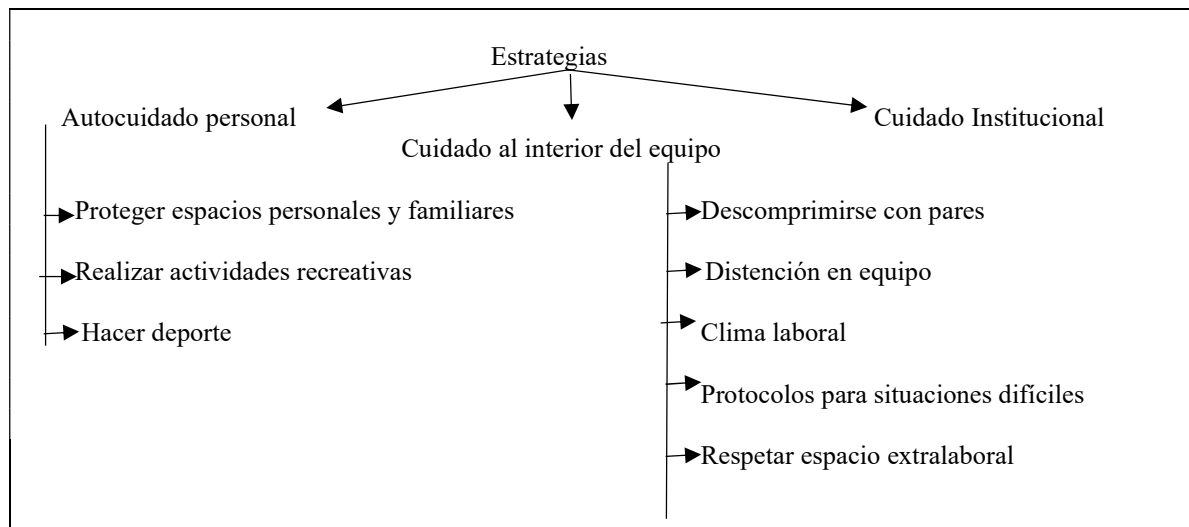 Estrategias
Autocuidado personal
Cuidado Institucional
Cuidado al interior del equipo
Proteger espacios personales y familiares
Descomprimirse con pares
Realizar actividades recreativas
Distención en equipo
Hacer deporte
Clima laboral
Protocolos para situaciones difíciles
Respetar espacio extralaboral